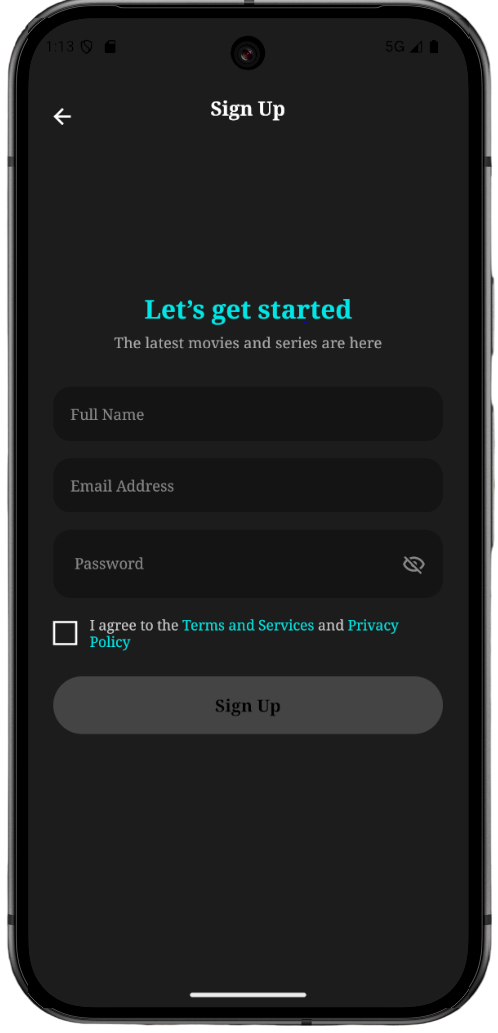 1:13 5G
Sign Up
Let’s get started
The latest movies and series are here
Full Name
Email Address
Password
I agree to the Terms and Services and Privacy
Policy
Sign Up